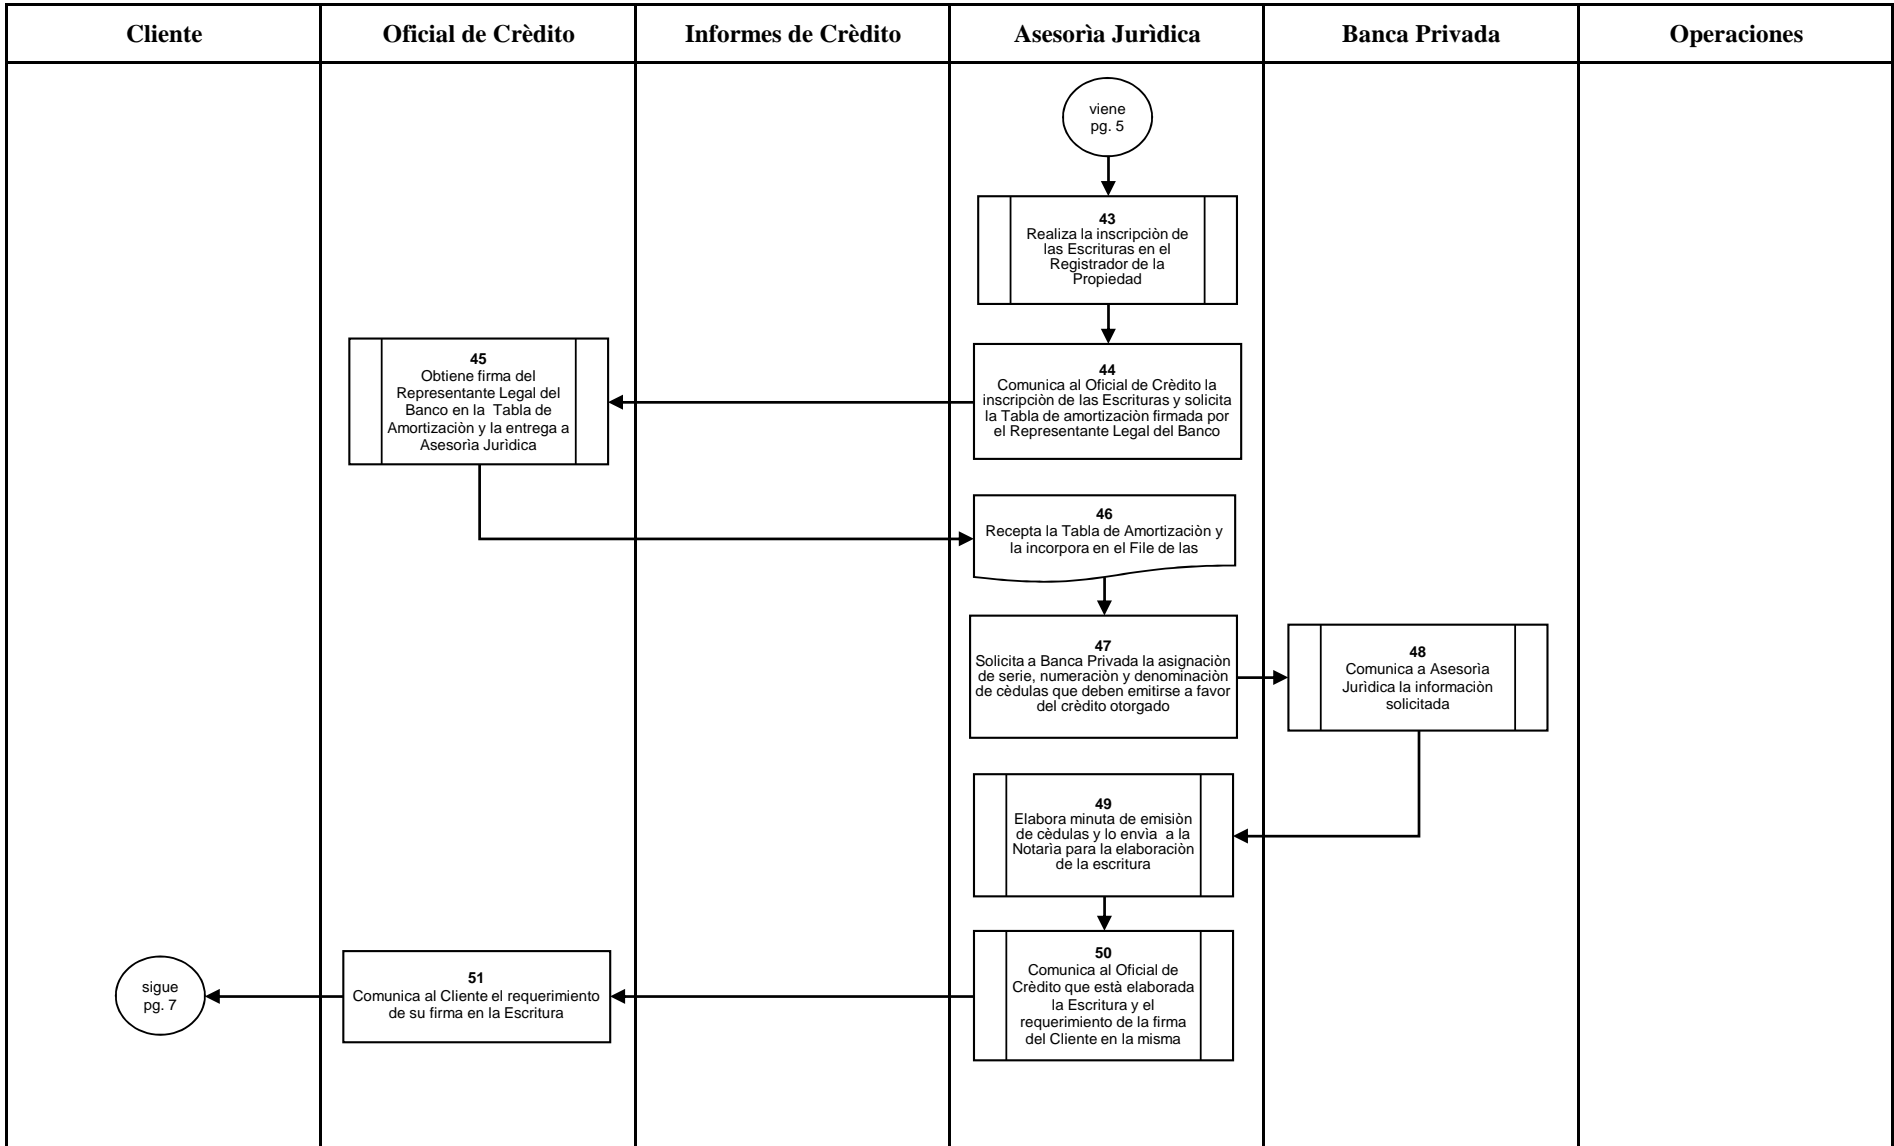 Cliente
Oficial de Crèdito
Informes de Crèdito
Asesorìa Jurìdica
Banca Privada
Operaciones
viene
pg. 5
43
Realiza la inscripciòn de
las Escrituras en el
Registrador de la
Propiedad
44
Comunica al Oficial de Crèdito la
inscripciòn de las Escrituras y solicita
la Tabla de amortizaciòn firmada por
el Representante Legal del Banco
45
Obtiene firma del
Representante Legal del
Banco en la Tabla de
Amortizaciòn y la entrega a
Asesorìa Jurìdica
46
Recepta la Tabla de Amortizaciòn y
la incorpora en el File de las
47
Solicita a Banca Privada la asignaciòn
de serie, numeraciòn y denominaciòn
de cèdulas que deben emitirse a favor
del crèdito otorgado
48
Comunica a Asesorìa
Jurìdica la informaciòn
solicitada
49
Elabora minuta de emisiòn
de cèdulas y lo envìa a la
Notarìa para la elaboraciòn
de la escritura
50
Comunica al Oficial de
Crèdito que està elaborada
la Escritura y el
requerimiento de la firma
del Cliente en la misma
51
Comunica al Cliente el requerimiento
de su firma en la Escritura
sigue
pg. 7